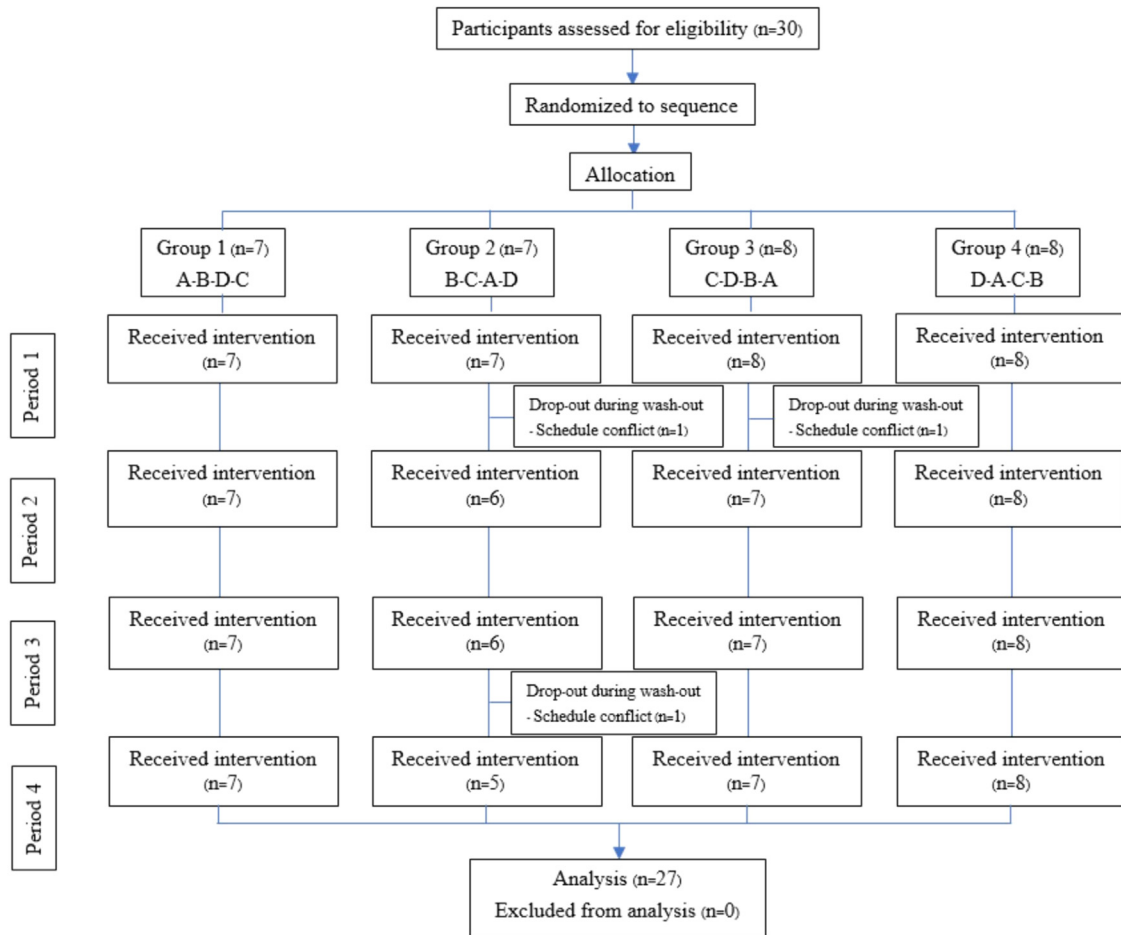 Participants assessed for eligibility (n=30)
Randomized to sequence
Allocation
Group 1 (n=7)
A-B-D-C
Group 2 (n=7)
B-C-A-D
Group 3 (n=8)
C-D-B-A
Group 4 (n=8)
D-A-C-B
Period 1
Received intervention
(n=7)
Received intervention
(n=7)
Received intervention
(n=8)
Received intervention
(n=8)
Drop-out during wash-out
- Schedule conflict (n=1)
Drop-out during wash-out
- Schedule conflict (n=1)
Period 2
Received intervention
(n=7)
Received intervention
(n=6)
Received intervention
(n=7)
Received intervention
(n=8)
Period 3
Received intervention
(n=7)
Received intervention
(n=6)
Received intervention
(n=7)
Received intervention
(n=8)
Drop-out during wash-out
- Schedule conflict (n=1)
Period 4
Received intervention
(n=7)
Received intervention
(n=5)
Received intervention
(n=7)
Received intervention
(n=8)
Analysis (n=27)
Excluded from analysis (n=0)